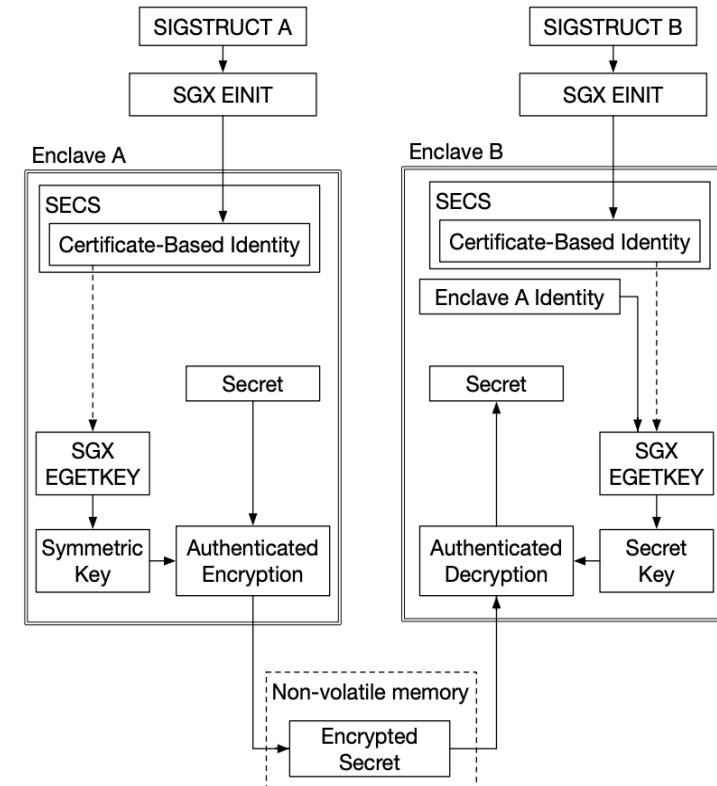 SIGSTRUCT A
SGX EINIT
Enclave A
SECS
Certificate-Based Identity
Secret
SGX
EGETKEY
Symmetric
Key
Authenticated
Encryption
SIGSTRUCT B
SGX EINIT
Enclave B
SECS
Certificate-Based Identity
Enclave A Identity
Secret
SGX
EGETKEY
Authenticated
Decryption
Secret
Key
Non-volatile memory
Encrypted
Secret